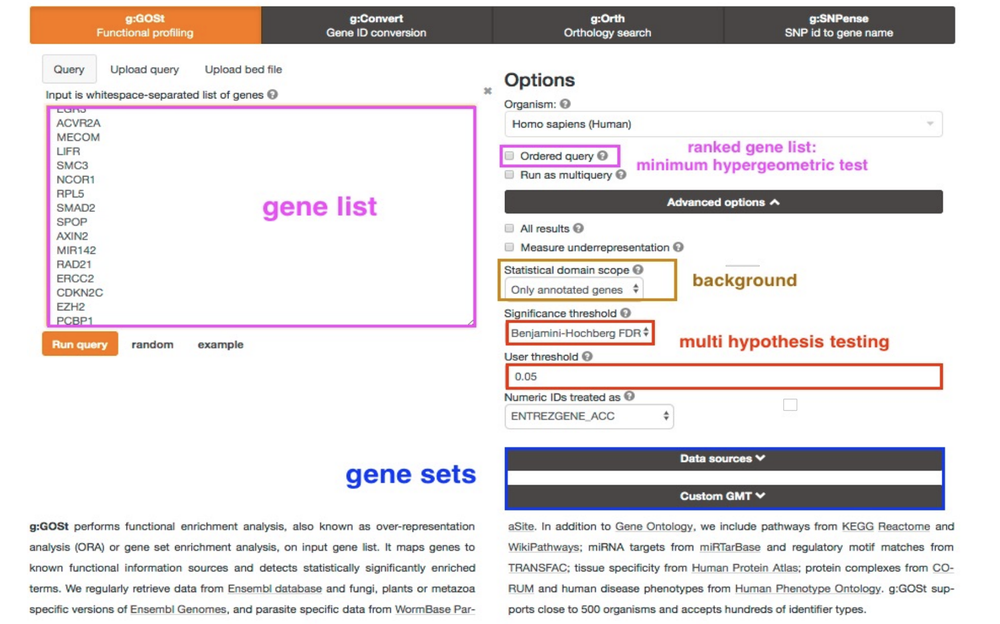 g:GOSt
Functional profiling
g:Convert
Gene ID conversion
g:Orth
Orthology search
g:SNPense
SNP id to gene name
Query
Upload query
Upload bed file
Input is whitespace-separated list of genes
EGR3
ACVR2A
MECOM
LIFR
SMC3
NCOR1
RPL5
SMAD2
SPOP
AXIN2
MIR142
RAD21
ERCC2
CDKN2C
EZH2
PCBP1
gene list
Run query
random
example
Options
Organism:
Homo sapiens (Human)
Ordered query
ranked gene list:
minimum hypergeometric test
Run as multiquery
Advanced options
All results
Measure underrepresentation
Statistical domain scope
Only annotated genes
background
Significance threshold
Benjamini-Hochberg FDR
multi hypothesis testing
User threshold
0.05
Numeric IDs treated as
ENTREZGENE_ACC
gene sets
Data sources
Custom GMT
g:GOSt performs functional enrichment analysis, also known as over-representation
analysis (ORA) or gene set enrichment analysis, on input gene list. It maps genes to
known functional information sources and detects statistically significantly enriched
terms. We regularly retrieve data from Ensembl database and fungi, plants or metazoa
specific versions of Ensembl Genomes, and parasite specific data from WormBase Par-
aSite. In addition to Gene Ontology, we include pathways from KEGG Reactome and
WikiPathways; miRNA targets from miRTarBase and regulatory motif matches from
TRANSFAC; tissue specificity from Human Protein Atlas; protein complexes from CO-
RUM and human disease phenotypes from Human Phenotype Ontology. g:GOSt sup-
ports close to 500 organisms and accepts hundreds of identifier types.